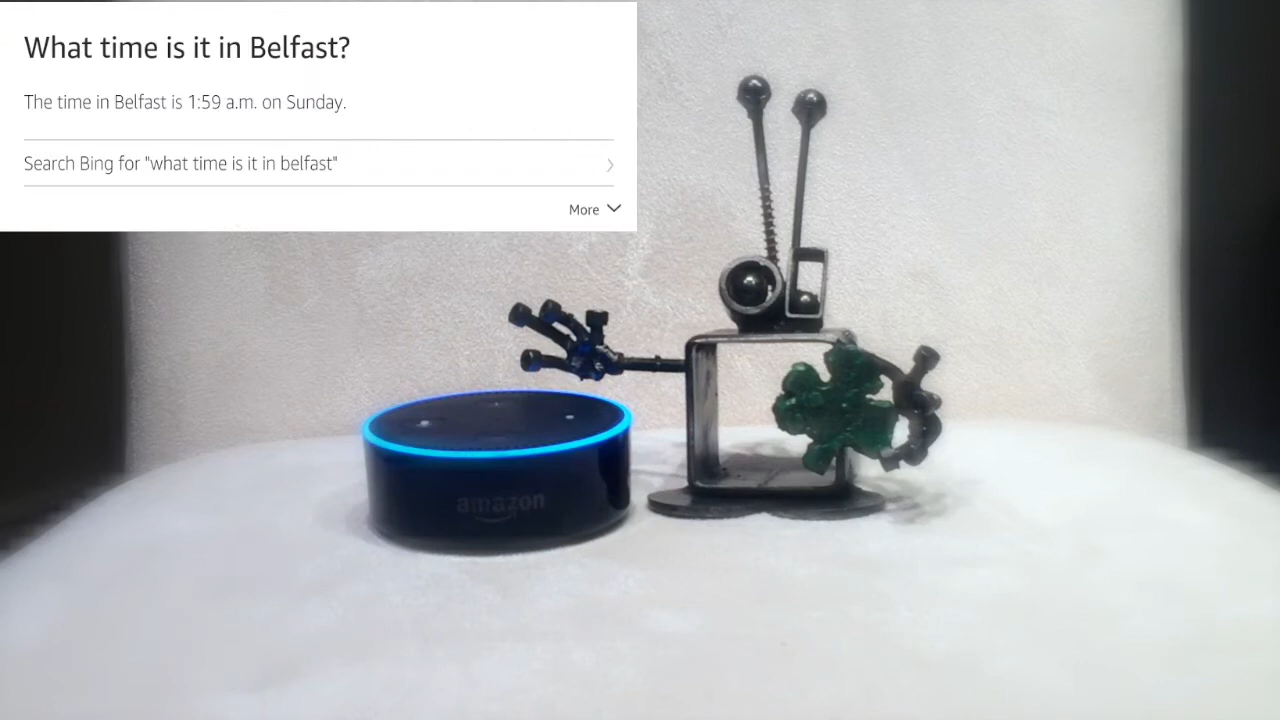 What time is it in Belfast?
The time in Belfast is 1:59 a.m. on Sunday.
Search Bing for "what time is it in belfast"
More
amazon